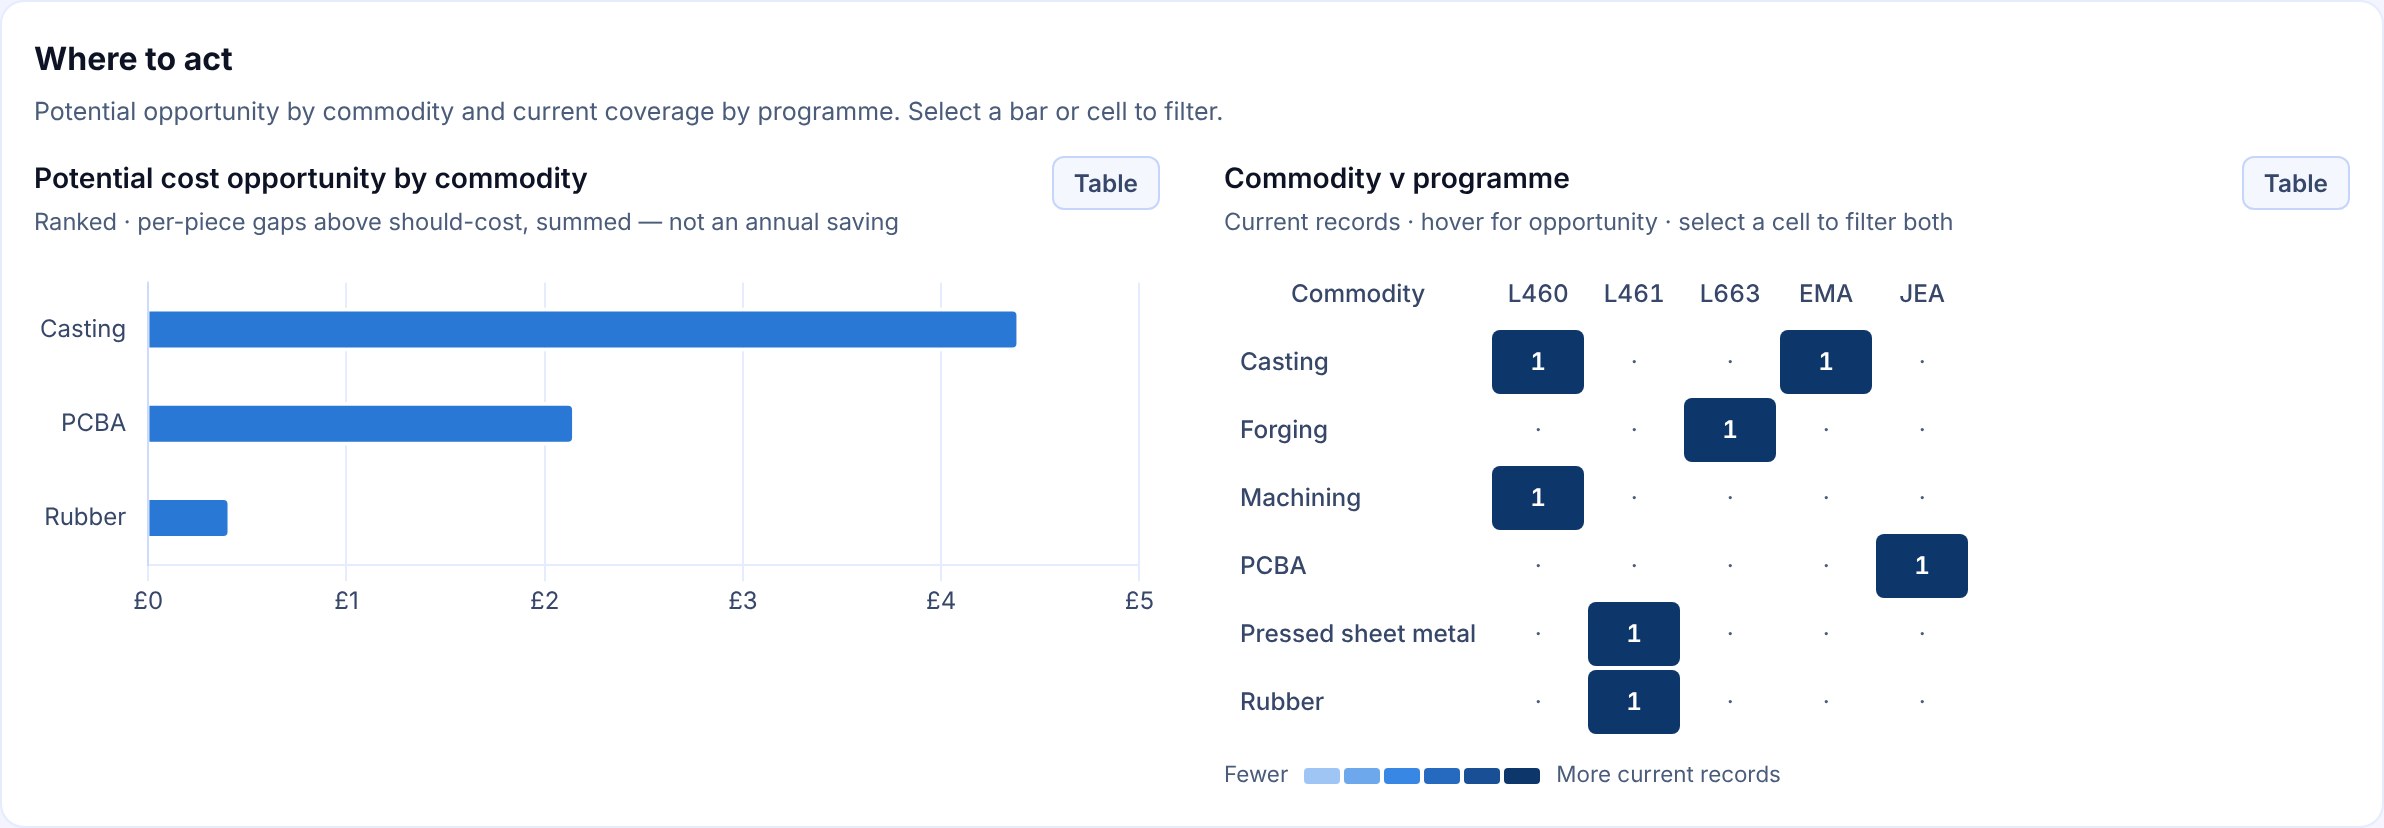 Where to act
Potential opportunity by commodity and current coverage by programme. Select a bar or cell to filter.
Potential cost opportunity by commodity
Table
Ranked · per-piece gaps above should-cost, summed — not an annual saving
Casting
PCBA
Rubber
£0 £1 £2 £3 £4 £5
Commodity v programme
Table
Current records · hover for opportunity · select a cell to filter both
Commodity L460 L461 L663 EMA JEA
Casting 1 · · 1 ·
Forging · · 1 · ·
Machining 1 · · · ·
PCBA · · · · 1
Pressed sheet metal · 1 · · ·
Rubber · 1 · · ·
Fewer More current records